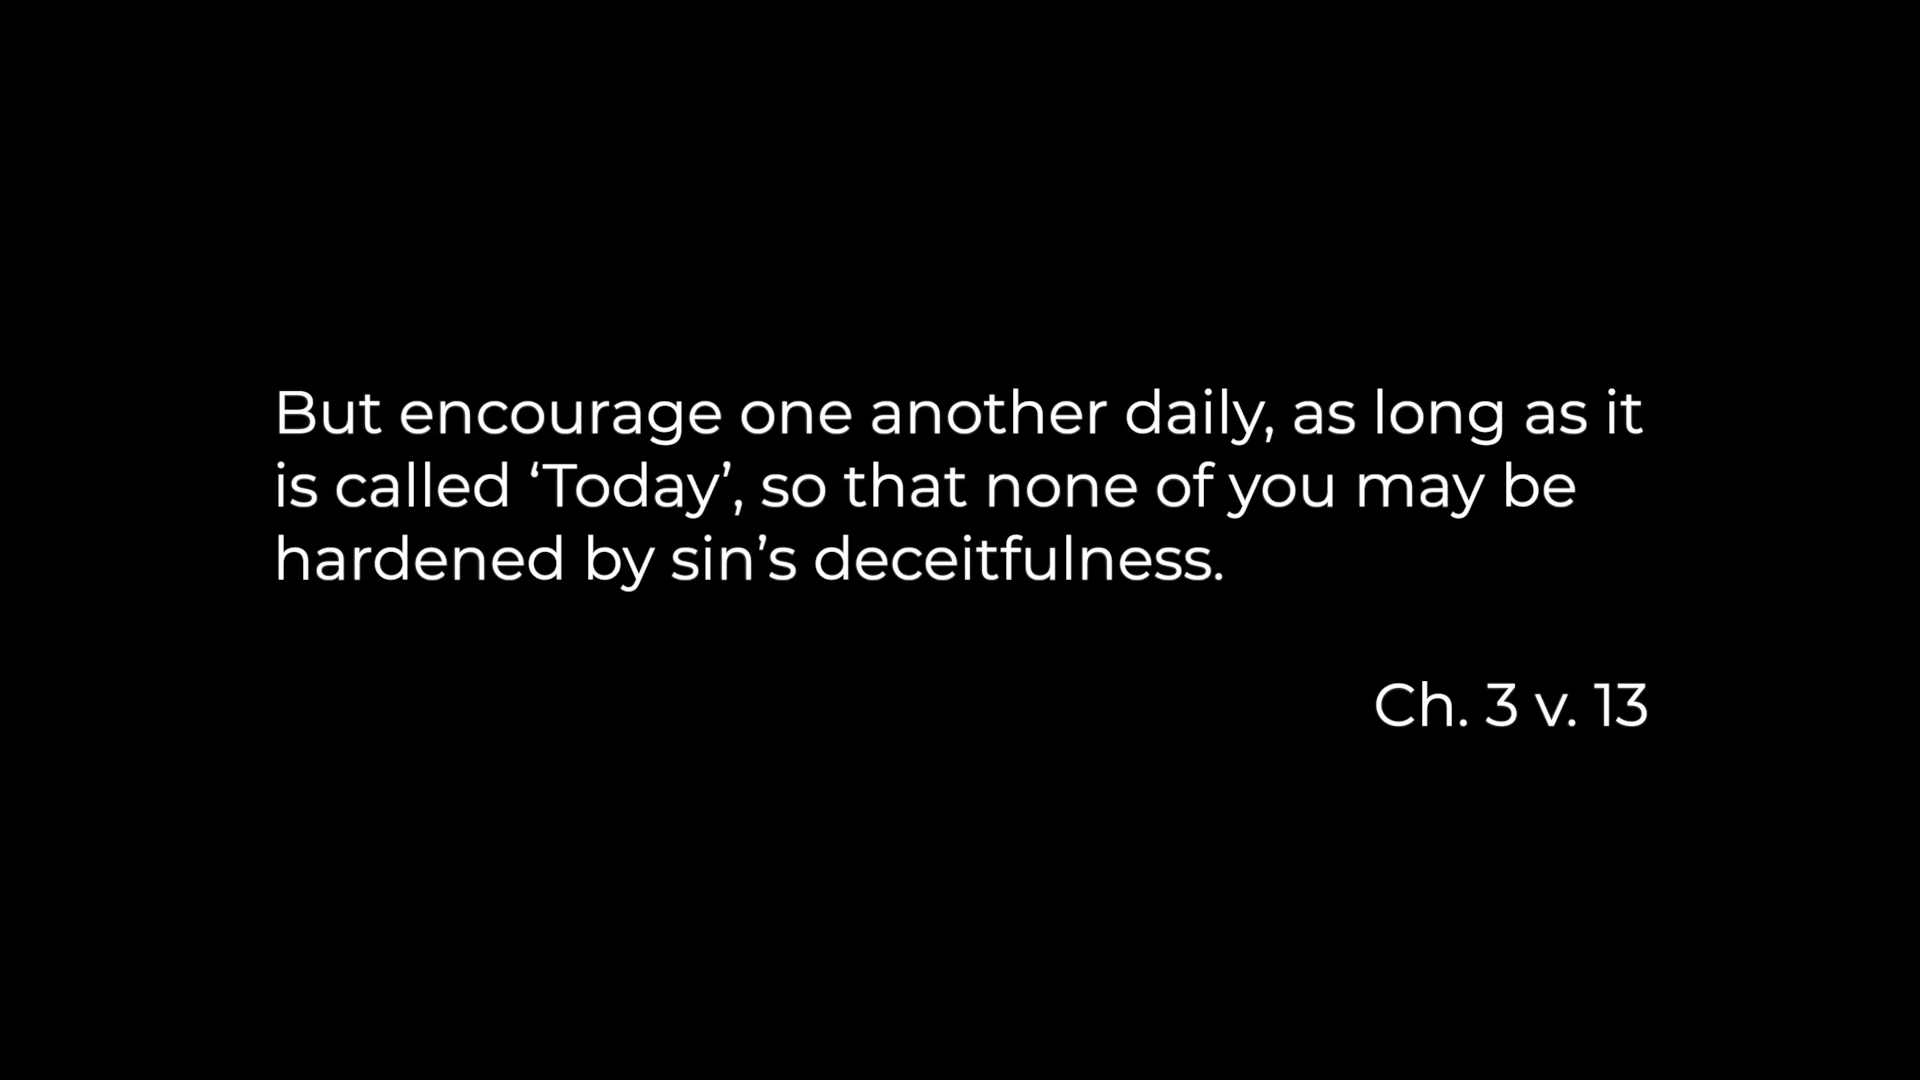 But encourage one another daily, as long as it
is called ‘Today’, so that none of you may be
hardened by sin’s deceitfulness.
Ch. 3 v. 13